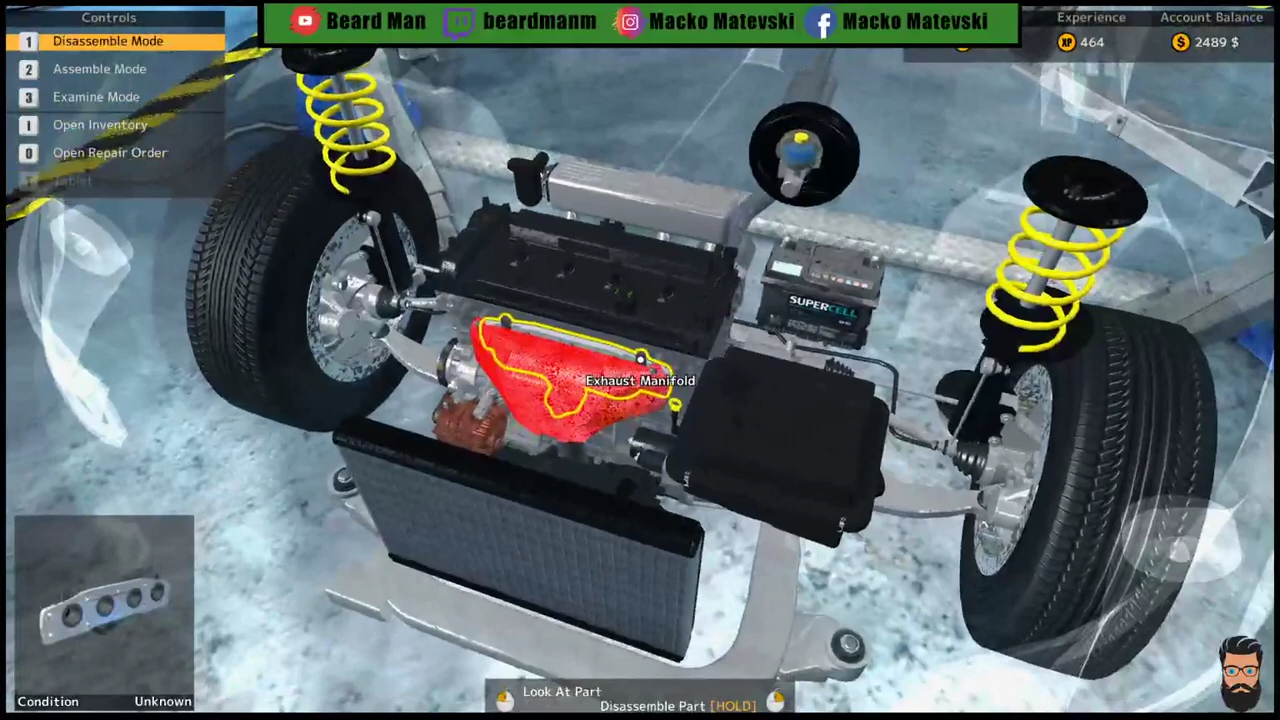 Beard Man beardmanm Macko Matevski Macko Matevski
Controls
1 Disassemble Mode
2 Assemble Mode
3 Examine Mode
I Open Inventory
O Open Repair Order
T Tablet
Experience
XP 464
Account Balance
$ 2489 $
SUPERCELL
Exhaust Manifold
Condition Unknown
Look At Part
Disassemble Part [HOLD]